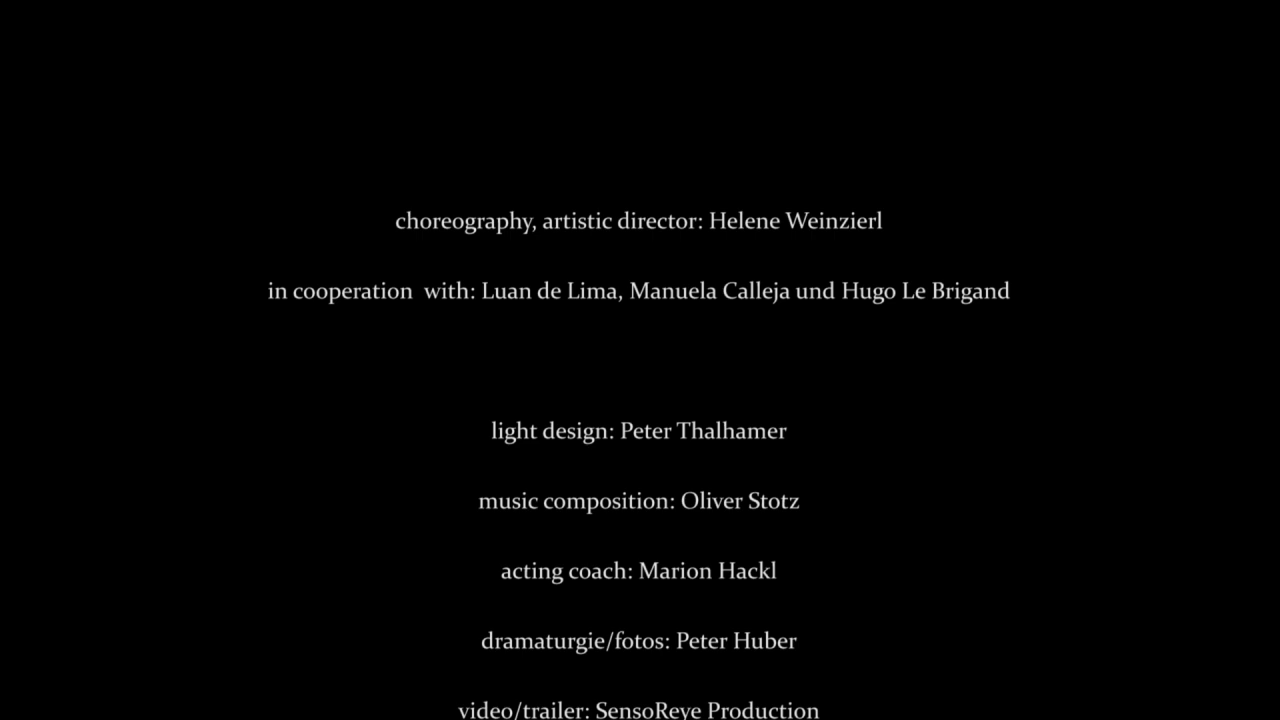 choreography, artistic director: Helene Weinzierl
in cooperation  with: Luan de Lima, Manuela Calleja und Hugo Le Brigand
light design: Peter Thalhamer
music composition: Oliver Stotz
acting coach: Marion Hackl
dramaturgie/fotos: Peter Huber
video/trailer: SensoReye Production